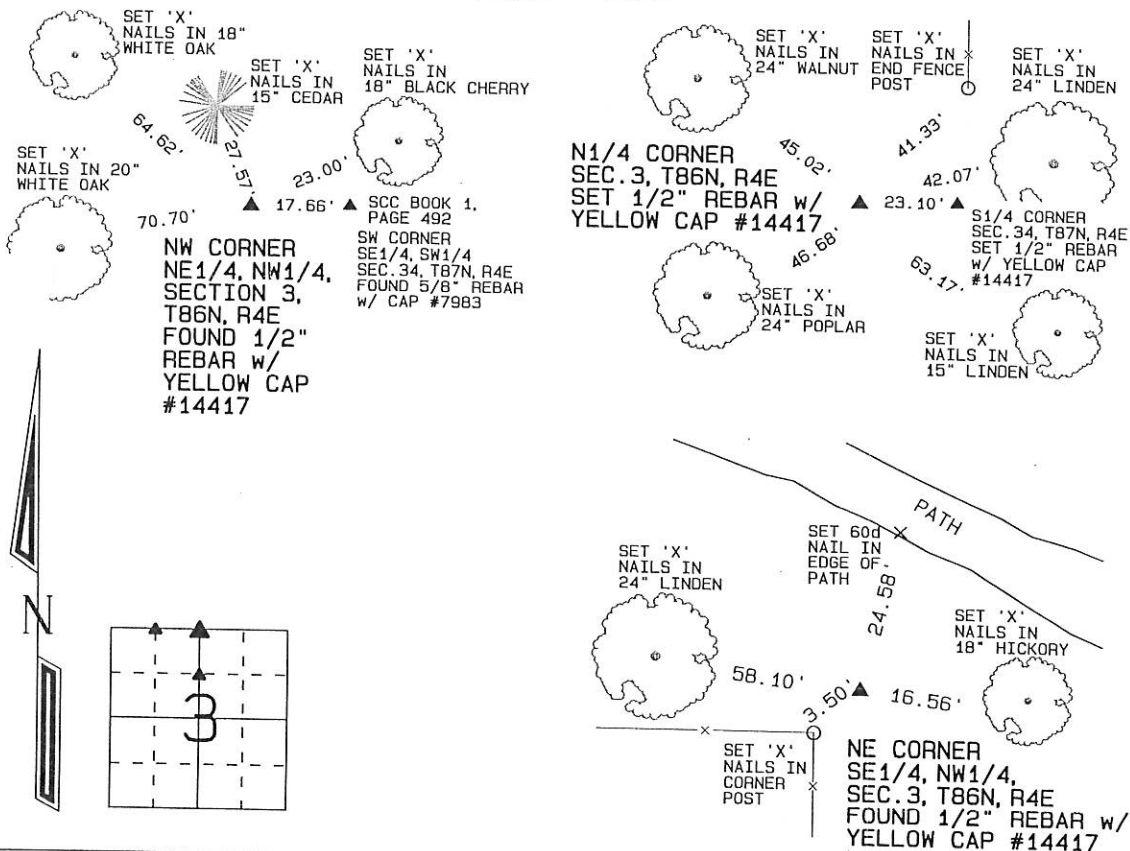 SET 'X'
NAILS IN 18"
WHITE OAK
SET 'X'
NAILS IN
15" CEDAR
SET 'X'
NAILS IN
18" BLACK CHERRY
64.62'
27.57'
23.00'
SET 'X'
NAILS IN 20"
WHITE OAK
70.70'
17.66'
SCC BOOK 1,
PAGE 492
SW CORNER
SE1/4, SW1/4
SEC.34, T87N, R4E
FOUND 5/8" REBAR
w/ CAP #7983
NW CORNER
NE1/4, NW1/4,
SECTION 3,
T86N, R4E
FOUND 1/2"
REBAR w/
YELLOW CAP
#14417
SET 'X'
NAILS IN
24" WALNUT
SET 'X'
NAILS IN
END FENCE
POST
SET 'X'
NAILS IN
24" LINDEN
45.02'
41.33'
42.07'
N1/4 CORNER
SEC.3, T86N, R4E
SET 1/2" REBAR w/
YELLOW CAP #14417
23.10'
S1/4 CORNER
SEC.34, T87N, R4E
SET 1/2" REBAR
w/ YELLOW CAP
#14417
46.68'
63.17'
SET 'X'
NAILS IN
24" POPLAR
SET 'X'
NAILS IN
15" LINDEN
N
3
PATH
SET 60d
NAIL IN
EDGE OF
PATH
24.58'
SET 'X'
NAILS IN
24" LINDEN
SET 'X'
NAILS IN
18" HICKORY
58.10'
3.50'
16.56'
SET 'X'
NAILS IN
CORNER
POST
NE CORNER
SE1/4, NW1/4,
SEC.3, T86N, R4E
FOUND 1/2" REBAR w/
YELLOW CAP #14417